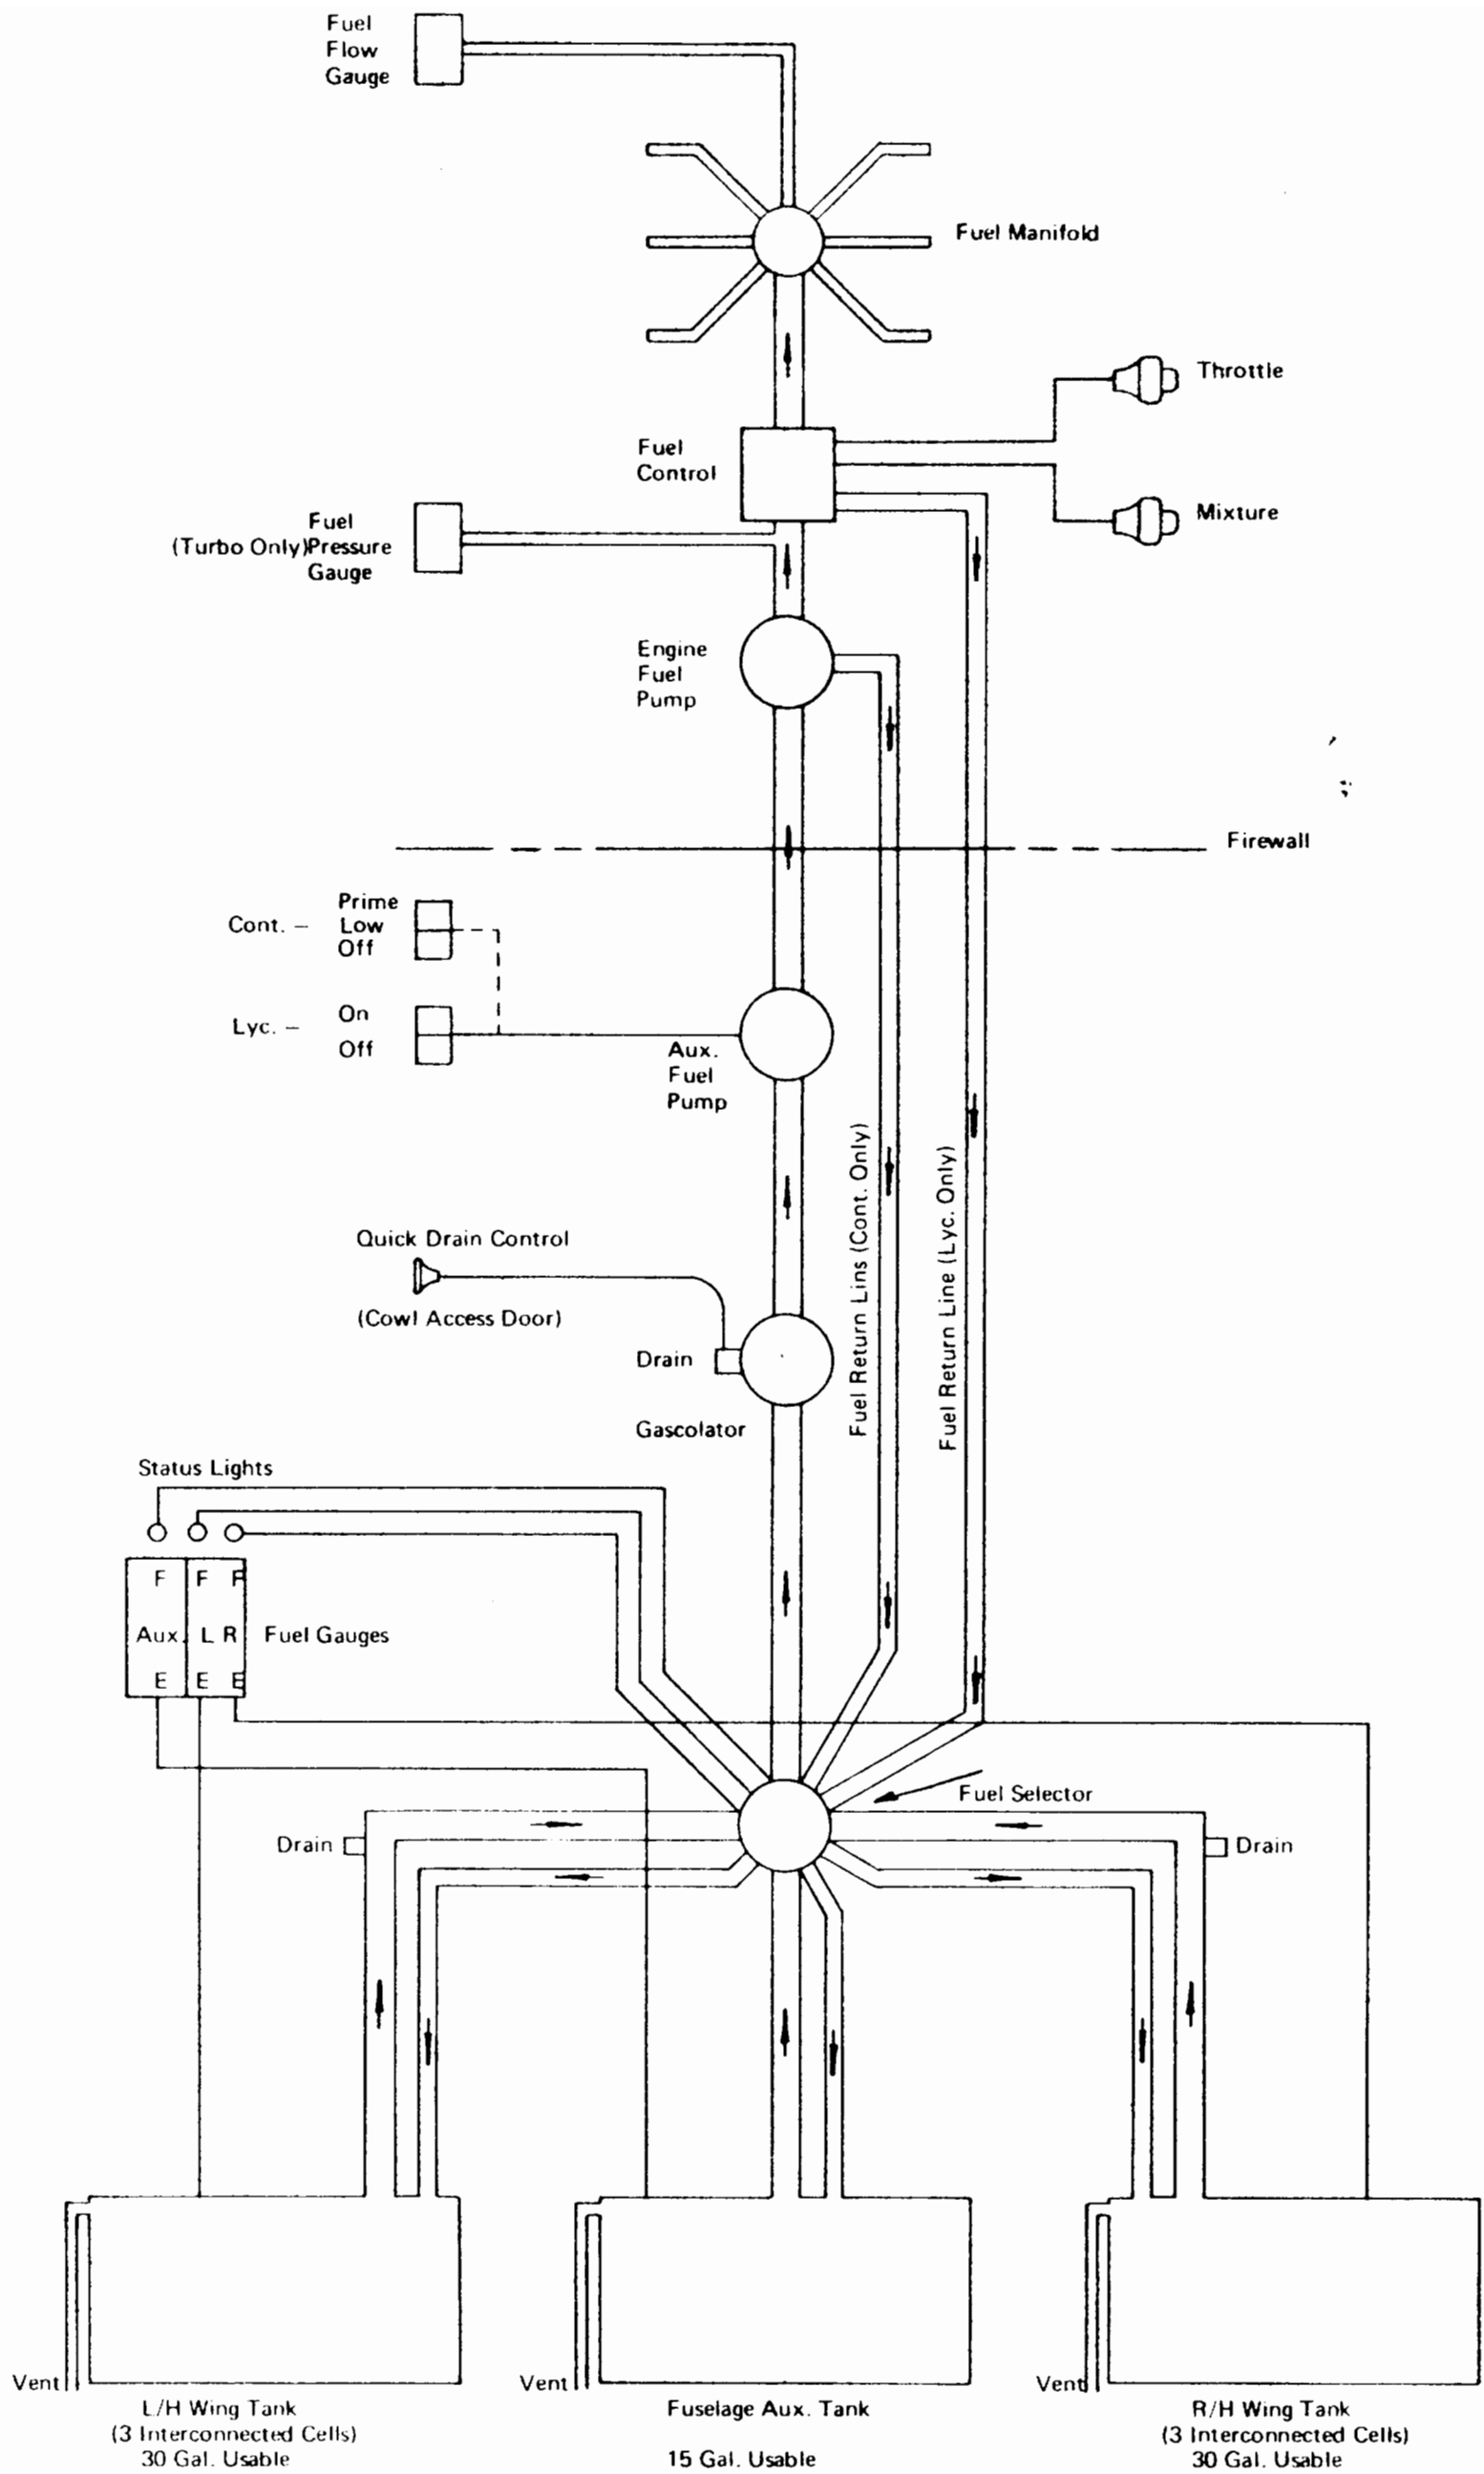 Fuel
Flow
Gauge
Fuel Manifold
Throttle
Fuel
Control
Mixture
Fuel
(Turbo Only)Pressure
Gauge
Engine
Fuel
Pump
Firewall
Prime
Cont. – Low
Off
On
Lyc. –
Off
Aux.
Fuel
Pump
Fuel Return Lins (Cont. Only)
Fuel Return Line (Lyc. Only)
Quick Drain Control
(Cowl Access Door)
Drain
Gascolator
Status Lights
F F F
Aux. L R Fuel Gauges
E E E
Fuel Selector
Drain
Drain
Vent
Vent
Vent
L/H Wing Tank
(3 Interconnected Cells)
30 Gal. Usable
Fuselage Aux. Tank
15 Gal. Usable
R/H Wing Tank
(3 Interconnected Cells)
30 Gal. Usable